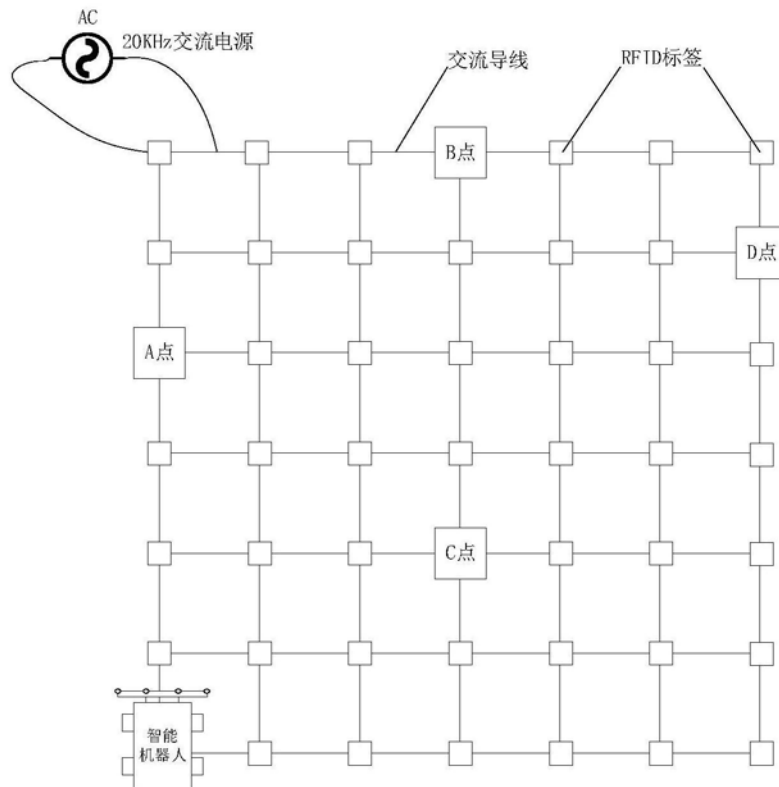 AC
20KHz交流电源
交流导线
RFID标签
B点
D点
A点
C点
智能
机器人